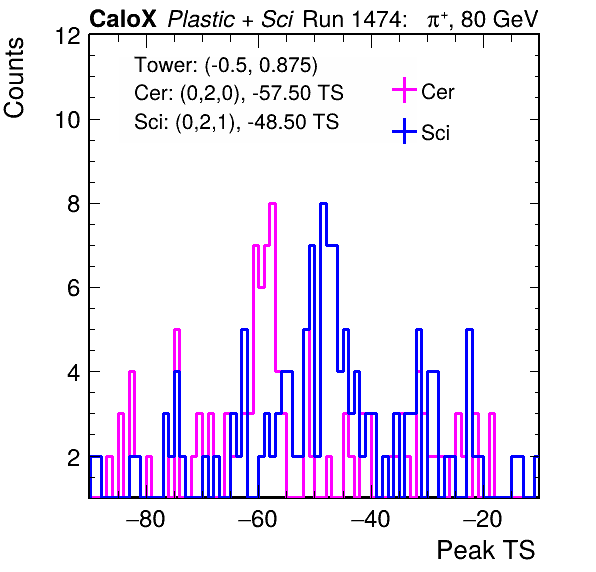 CaloX Plastic + Sci Run 1474: π⁺, 80 GeV
Counts
12
10
8
6
4
2
Tower: (-0.5, 0.875)
Cer: (0,2,0), -57.50 TS
Sci: (0,2,1), -48.50 TS
Cer
Sci
−80 −60 −40 −20
Peak TS